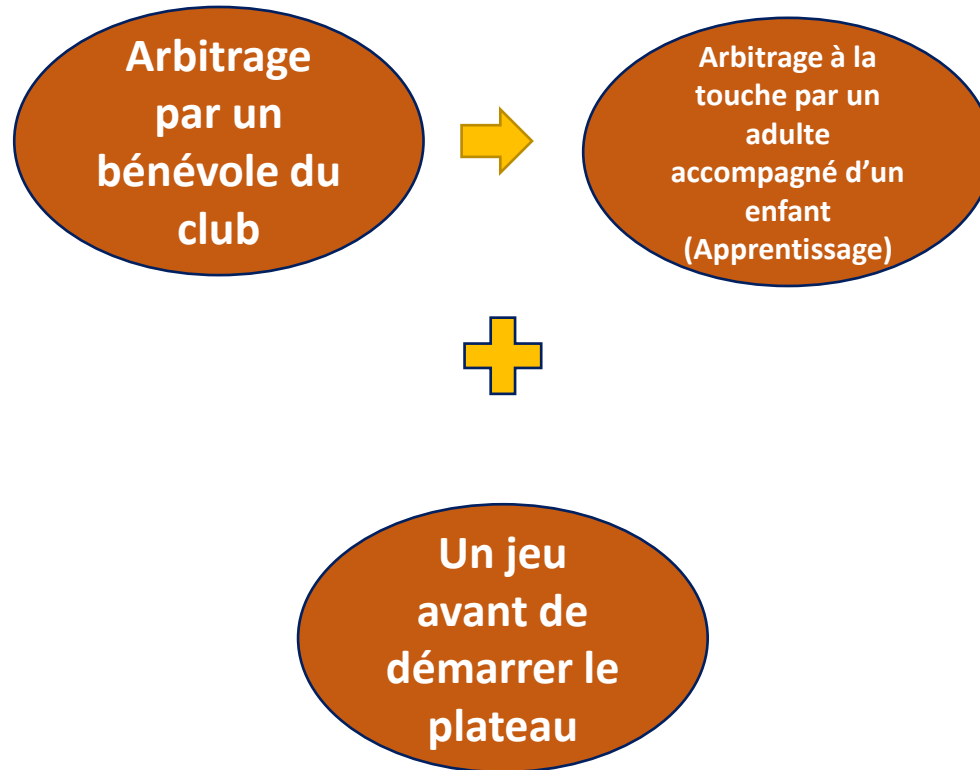 Arbitrage
par un
bénévole du
club
Arbitrage à la
touche par un
adulte
accompagné d’un
enfant
(Apprentissage)
Un jeu
avant de
démarrer le
plateau